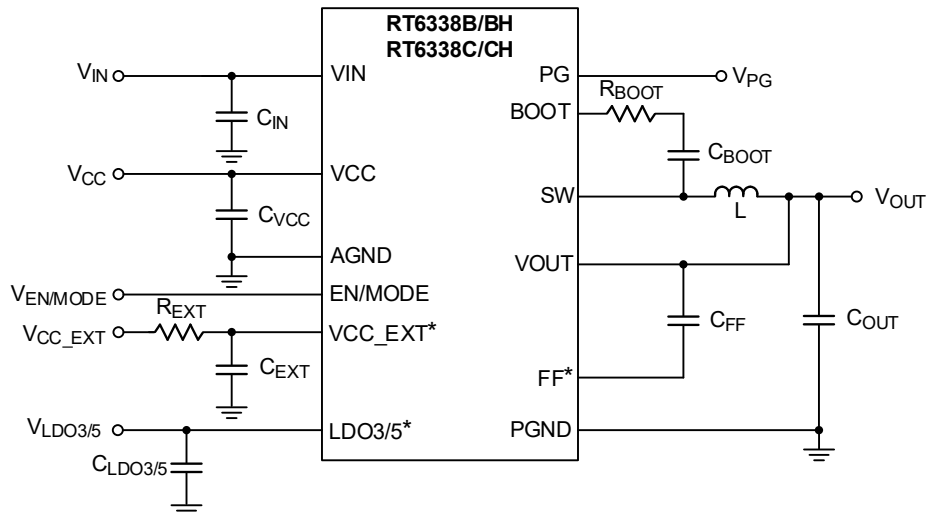 RT6338B/BH
RT6338C/CH
VIN
VIN
PG
VPG
RBOOT
BOOT
CIN
CBOOT
VCC
VCC
SW
L
VOUT
CVCC
AGND
VOUT
VEN/MODE
EN/MODE
REXT
VCC_EXT
VCC_EXT*
CFF
COUT
CEXT
FF*
VLDO3/5
LDO3/5*
PGND
CLDO3/5